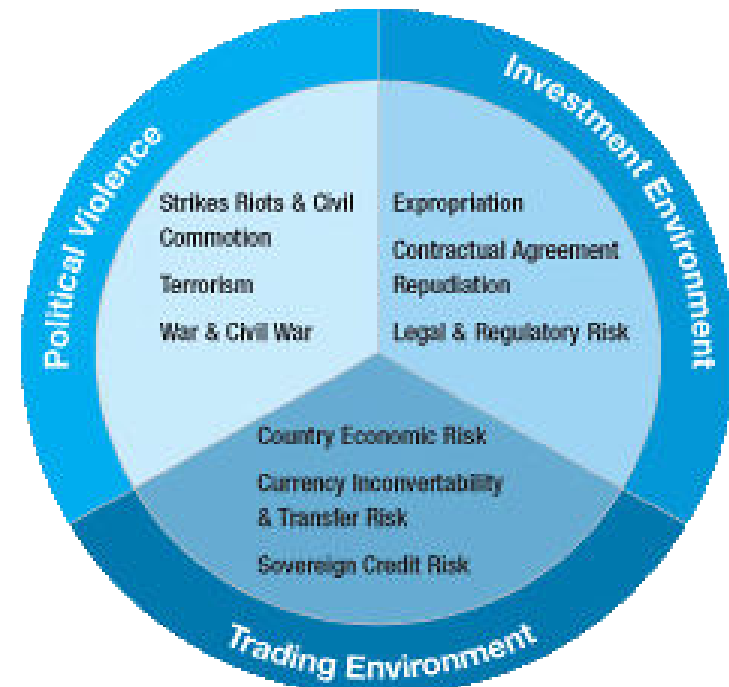 Political Violence
Strikes Riots & Civil
Commotion
Terrorism
War & Civil War
Investment Environment
Expropriation
Contractual Agreement
Repudiation
Legal & Regulatory Risk
Country Economic Risk
Currency Inconvertability
& Transfer Risk
Sovereign Credit Risk
Trading Environment